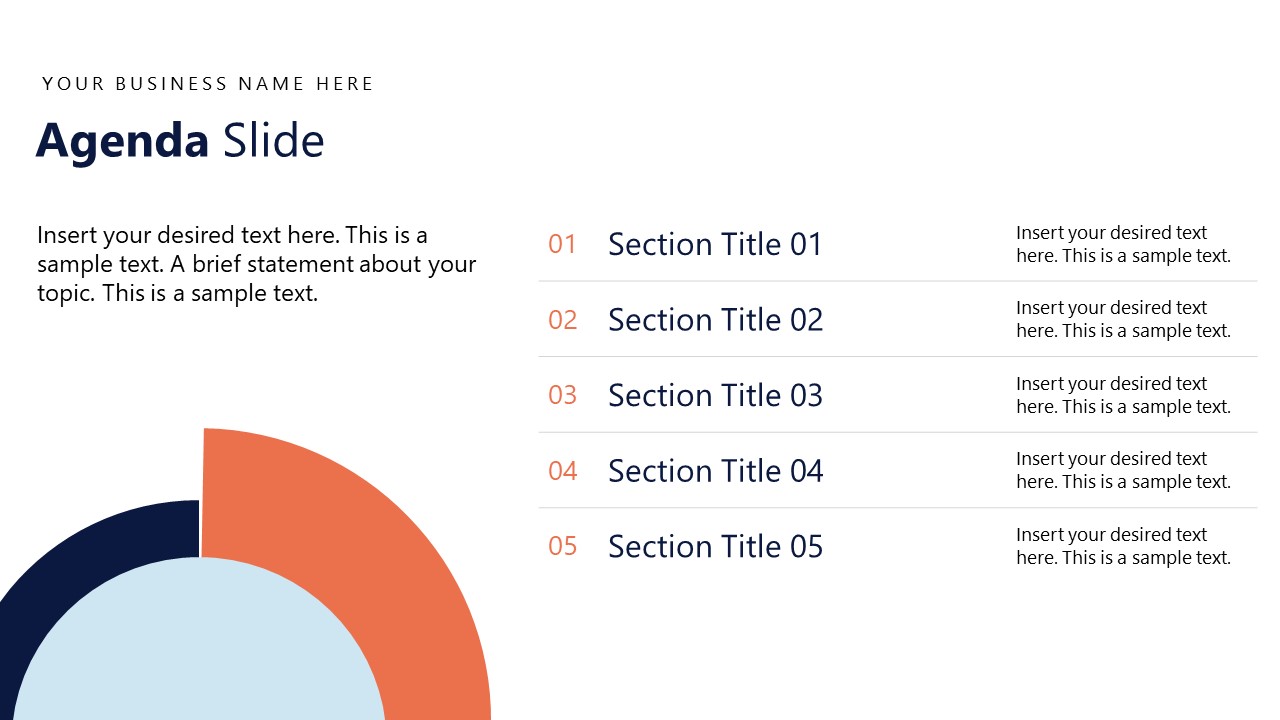 YOUR BUSINESS NAME HERE
Agenda Slide
Insert your desired text here. This is a
sample text. A brief statement about your
topic. This is a sample text.
01 Section Title 01
Insert your desired text
here. This is a sample text.
02 Section Title 02
Insert your desired text
here. This is a sample text.
03 Section Title 03
Insert your desired text
here. This is a sample text.
04 Section Title 04
Insert your desired text
here. This is a sample text.
05 Section Title 05
Insert your desired text
here. This is a sample text.